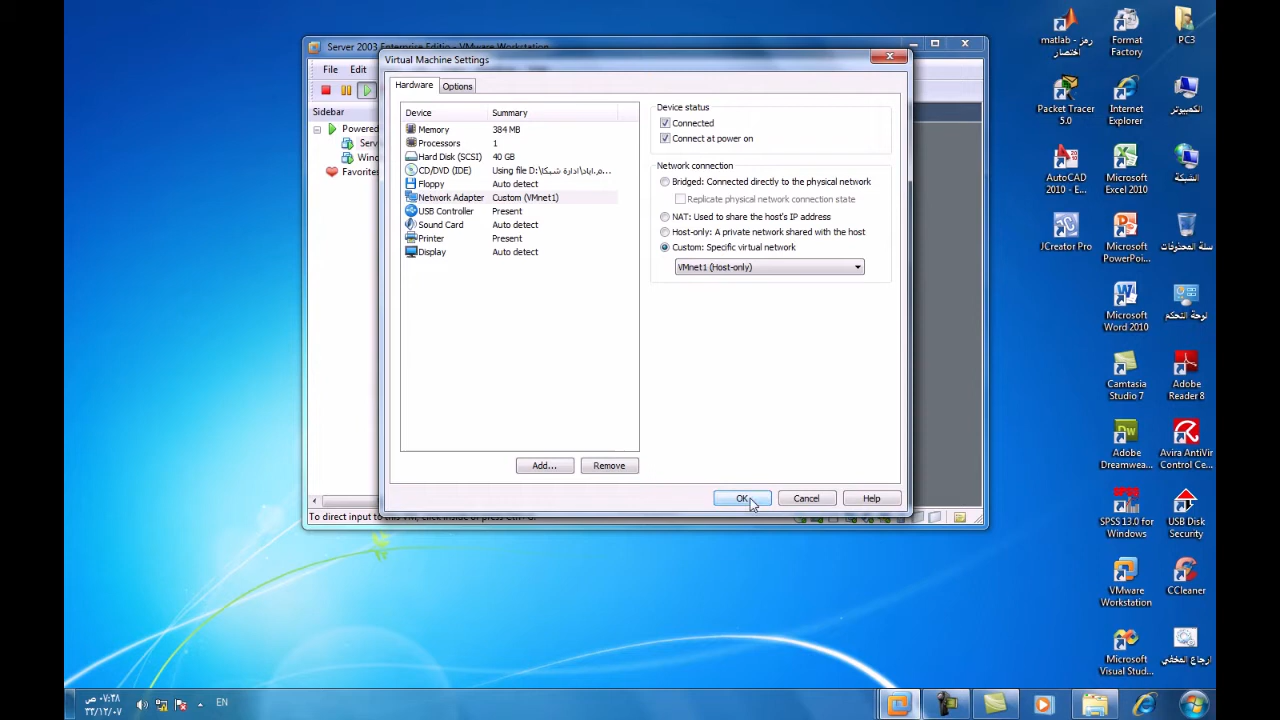 Server 2003 Enterprise Editio - VMware Workstation
Virtual Machine Settings
File Edit
Sidebar
Powered
Serv
Wind
Favorites
Hardware Options
Device Summary
Memory 384 MB
Processors 1
Hard Disk (SCSI) 40 GB
CD/DVD (IDE) Using file D:\ادارة شبكا\م.اياد...
Floppy Auto detect
Network Adapter Custom (VMnet1)
USB Controller Present
Sound Card Auto detect
Printer Present
Display Auto detect
Add... Remove
Device status
Connected
Connect at power on
Network connection
Bridged: Connected directly to the physical network
Replicate physical network connection state
NAT: Used to share the host's IP address
Host-only: A private network shared with the host
Custom: Specific virtual network
VMnet1 (Host-only)
OK Cancel Help
To direct input to this VM, click inside or press Ctrl+G.
matlab - رمز
اختصار
Format
Factory
PC3
Packet Tracer
5.0
Internet
Explorer
الكمبيوتر
AutoCAD
2010 - E...
Microsoft
Excel 2010
الشبكة
JCreator Pro
Microsoft
PowerPoi...
سلة المحذوفات
Microsoft
Word 2010
لوحة التحكم
Camtasia
Studio 7
Adobe
Reader 8
Adobe
Dreamwea...
Avira AntiVir
Control Ce...
SPSS 13.0 for
Windows
USB Disk
Security
VMware
Workstation
CCleaner
Microsoft
Visual Stud...
ارجاع المخفي
EN
٠٧:٣٨ ص
٣٣/١٢/٠٧